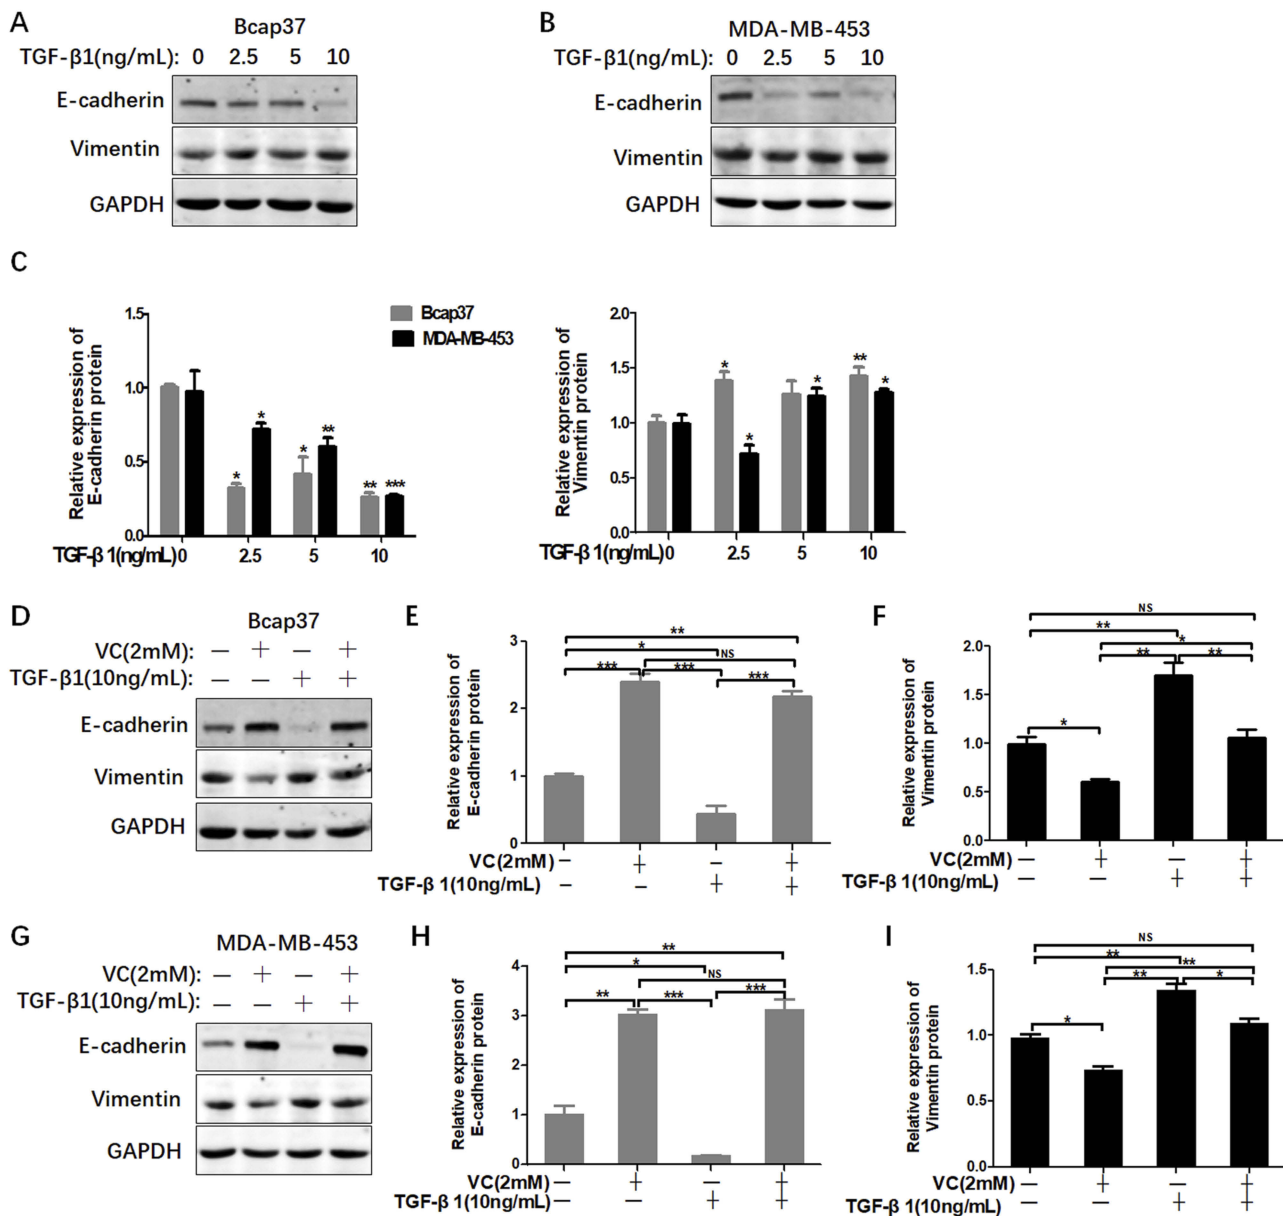 A
Bcap37
TGF-β1(ng/mL): 0 2.5 5 10
E-cadherin
Vimentin
GAPDH
B
MDA-MB-453
TGF-β1(ng/mL): 0 2.5 5 10
E-cadherin
Vimentin
GAPDH
C
Relative expression of
E-cadherin protein
1.5
1.0
0.5
0.0
* * * ** ** ***
TGF-β 1(ng/mL) 0 2.5 5 10
Bcap37
MDA-MB-453
Relative expression of
Vimentin protein
2.0
1.5
1.0
0.5
0.0
* * * ** *
TGF-β 1(ng/mL) 0 2.5 5 10
D
Bcap37
VC(2mM): — + — +
TGF-β1(10ng/mL): — — + +
E-cadherin
Vimentin
GAPDH
E
Relative expression of
E-cadherin protein
3
2
1
0
**
*
NS
*** *** ***
VC(2mM) — + — +
TGF-β 1(10ng/mL) — — + +
F
Relative expression of
Vimentin protein
2.0
1.5
1.0
0.5
0.0
NS
**
*
** **
*
VC(2mM) — + — +
TGF-β 1(10ng/mL) — — + +
G
MDA-MB-453
VC(2mM): — + — +
TGF-β1(10ng/mL): — — + +
E-cadherin
Vimentin
GAPDH
H
Relative expression of
E-cadherin protein
4
3
2
1
0
**
*
NS
** *** ***
VC(2mM) — + — +
TGF-β 1(10ng/mL) — — + +
I
Relative expression of
Vimentin protein
1.5
1.0
0.5
0.0
NS
**
**
** *
*
VC(2mM) — + — +
TGF-β 1(10ng/mL) — — + +